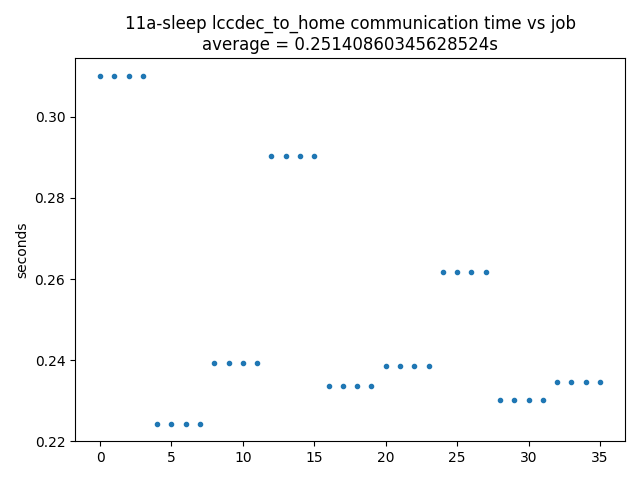 11a-sleep lccdec_to_home communication time vs job
average = 0.25140860345628524s
seconds
0.30
0.28
0.26
0.24
0.22
0 5 10 15 20 25 30 35